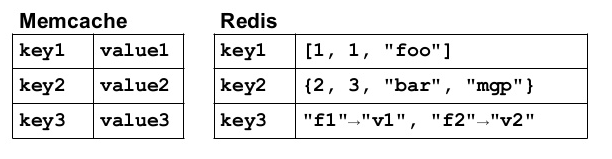 Memcache Redis
key1 value1 key1 [1, 1, "foo"]
key2 value2 key2 {2, 3, "bar", "mgp"}
key3 value3 key3 "f1"→"v1", "f2"→"v2"